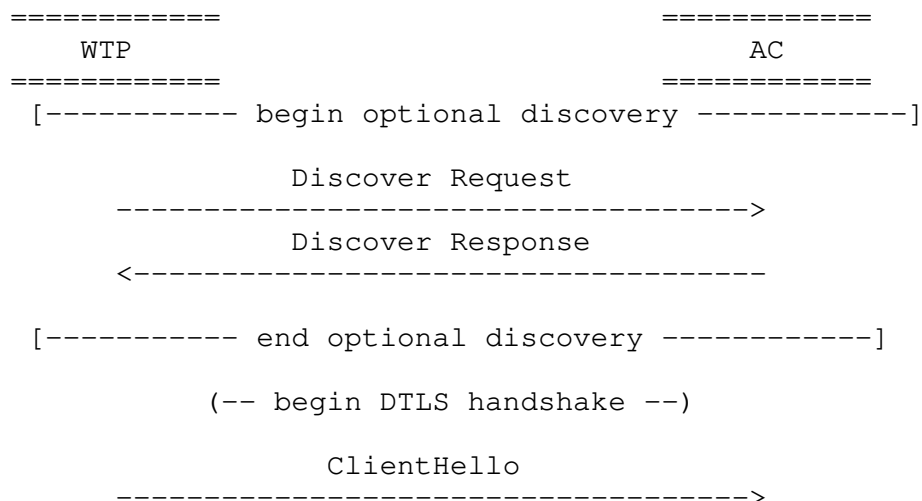 ============                         ============
    WTP                                  AC
============                         ============
 [----------- begin optional discovery ------------]
                Discover Request
      ------------------------------------>
                Discover Response
      <------------------------------------
 [----------- end optional discovery ------------]
           (-- begin DTLS handshake --)
                  ClientHello
      ------------------------------------>